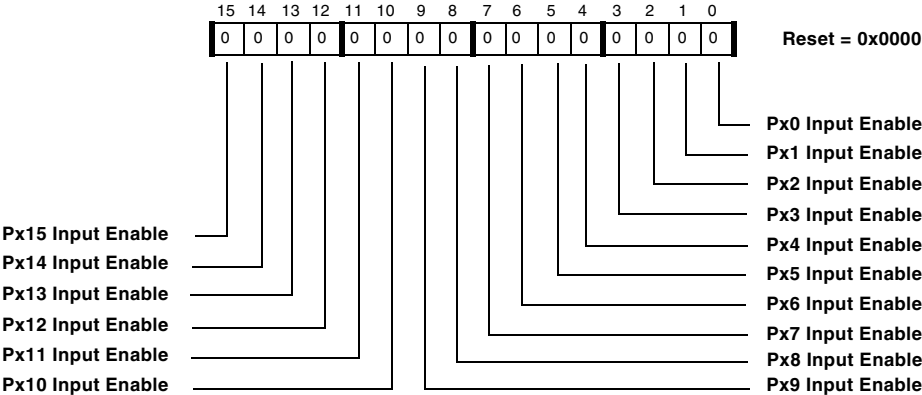 15 14 13 12 11 10 9 8 7 6 5 4 3 2 1 0
0 0 0 0 0 0 0 0 0 0 0 0 0 0 0 0
Reset = 0x0000
Px0 Input Enable
Px1 Input Enable
Px2 Input Enable
Px3 Input Enable
Px4 Input Enable
Px5 Input Enable
Px6 Input Enable
Px7 Input Enable
Px8 Input Enable
Px9 Input Enable
Px15 Input Enable
Px14 Input Enable
Px13 Input Enable
Px12 Input Enable
Px11 Input Enable
Px10 Input Enable